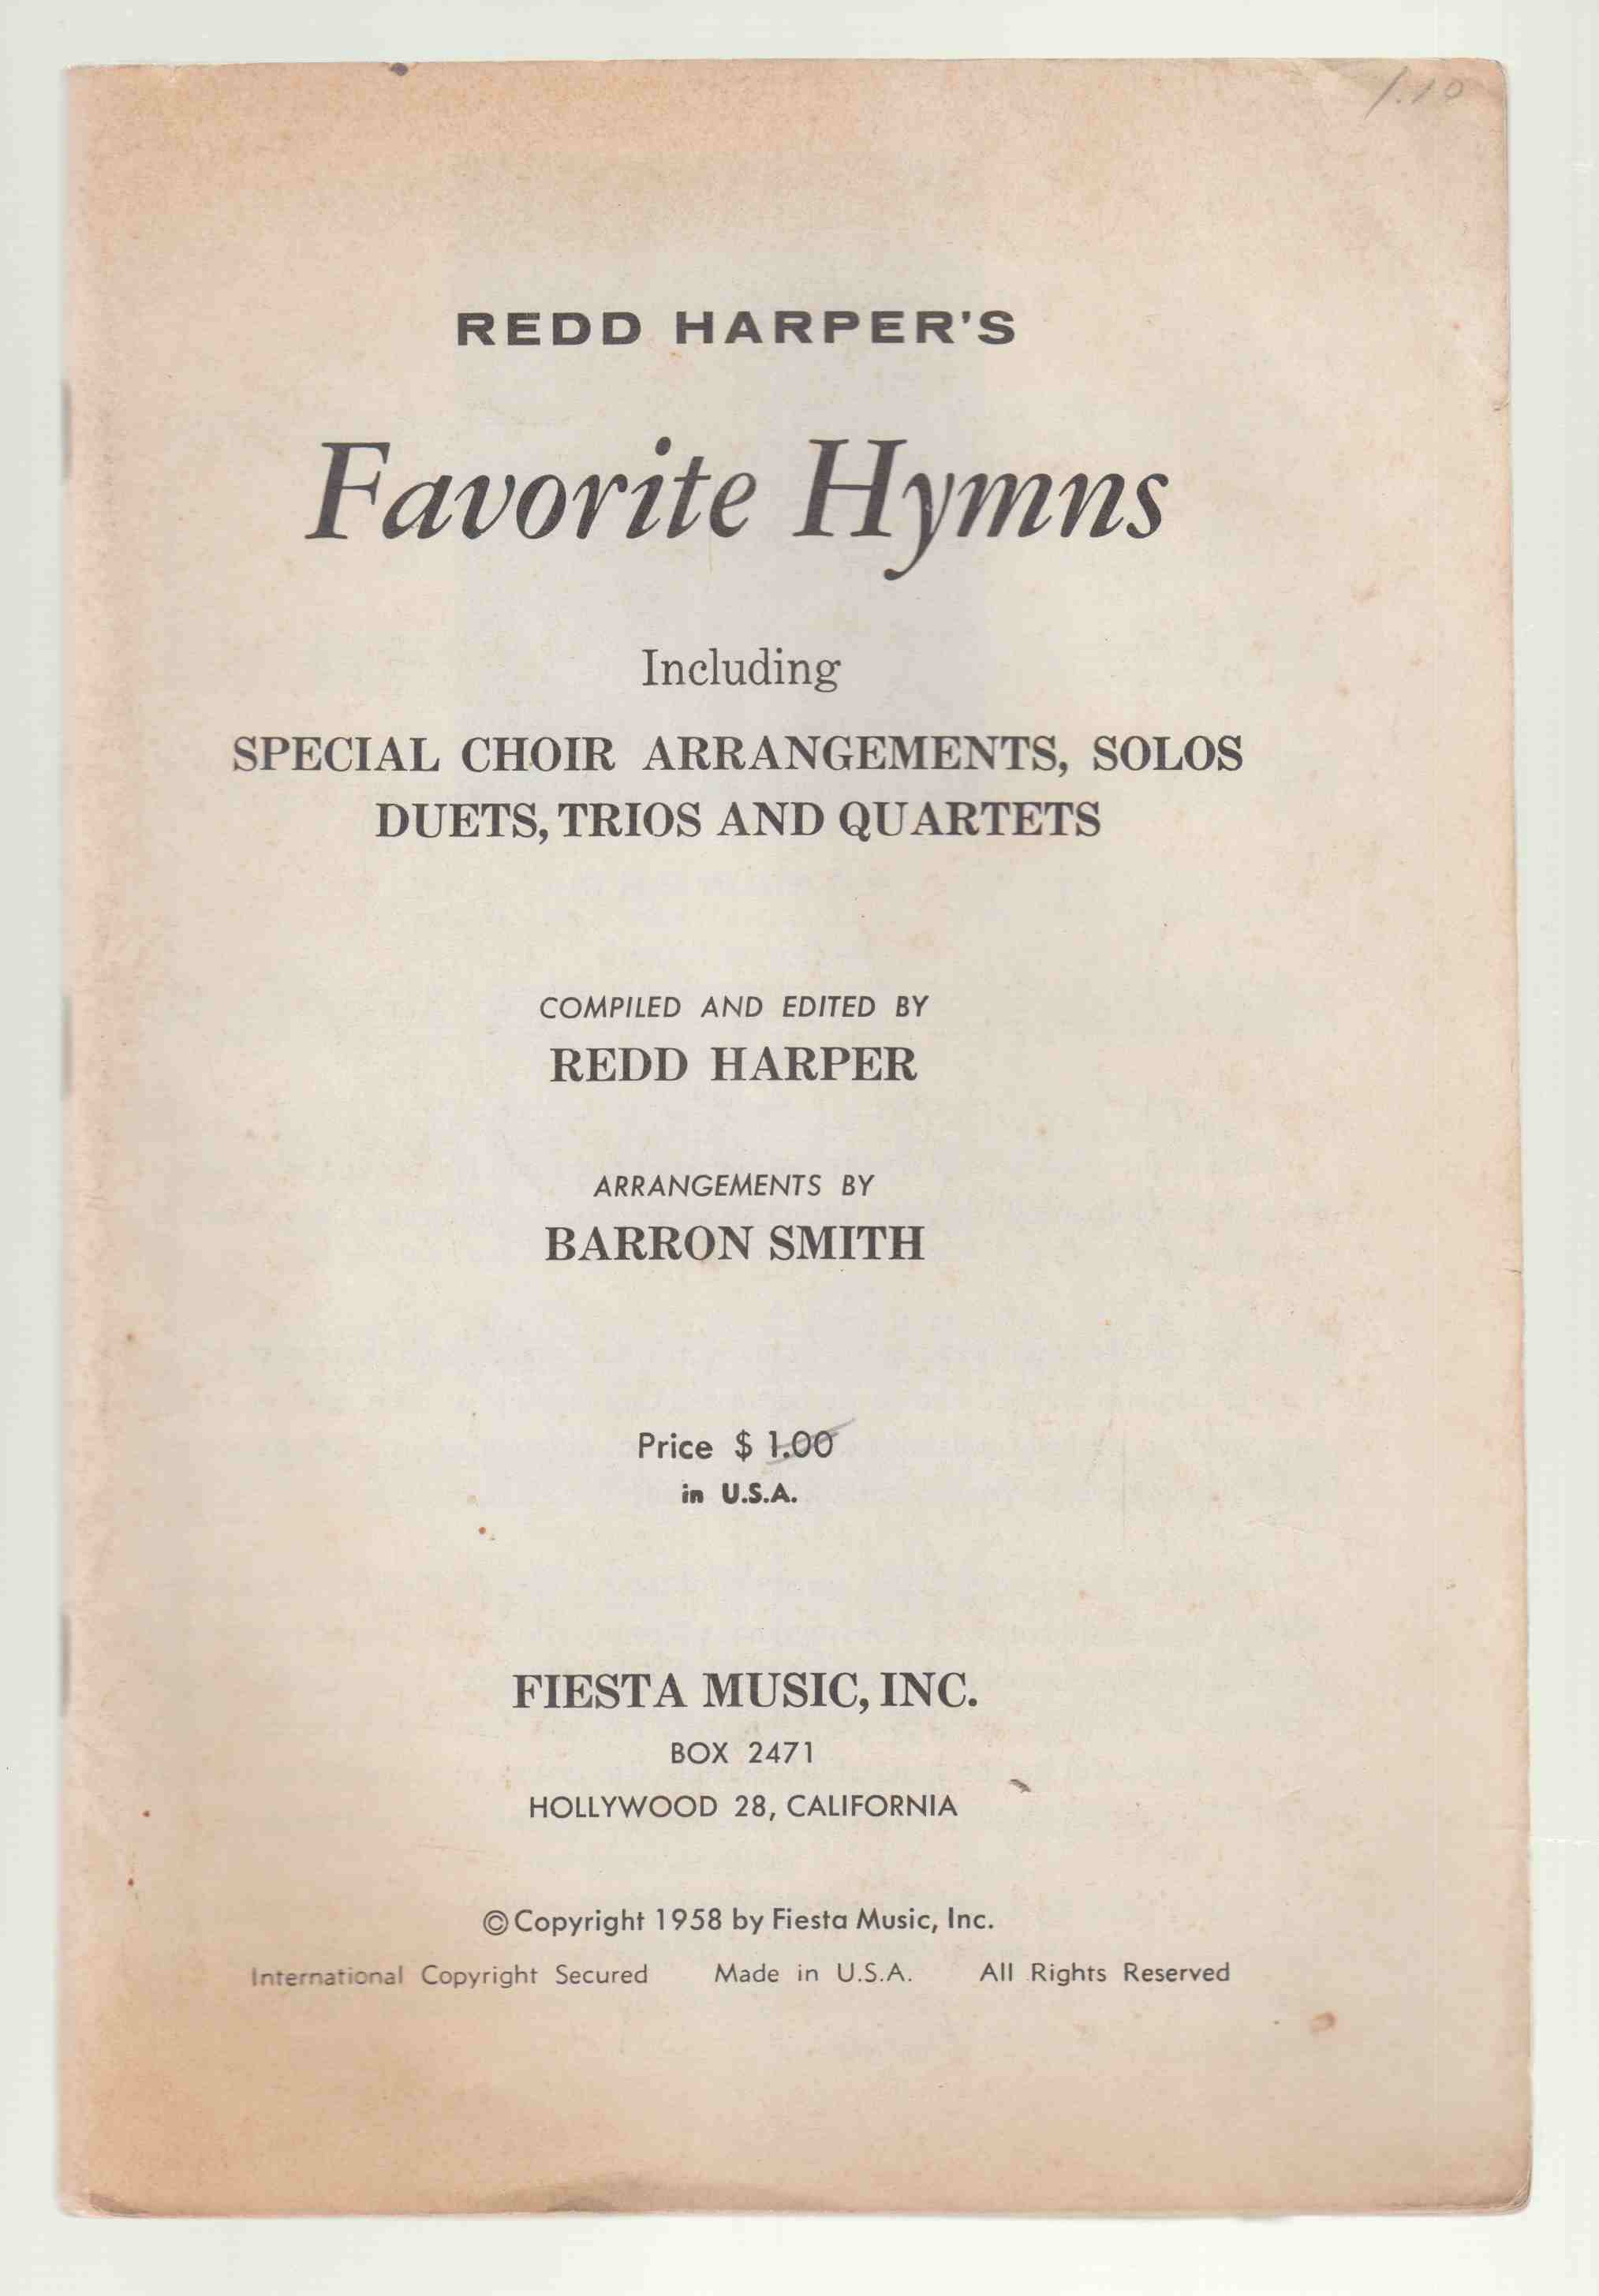 1.10
REDD HARPER'S
Favorite Hymns
Including
SPECIAL CHOIR ARRANGEMENTS, SOLOS
DUETS, TRIOS AND QUARTETS
COMPILED AND EDITED BY
REDD HARPER
ARRANGEMENTS BY
BARRON SMITH
Price $ 1.00
in U.S.A.
FIESTA MUSIC, INC.
BOX 2471
HOLLYWOOD 28, CALIFORNIA
© Copyright 1958 by Fiesta Music, Inc.
International Copyright Secured Made in U.S.A. All Rights Reserved